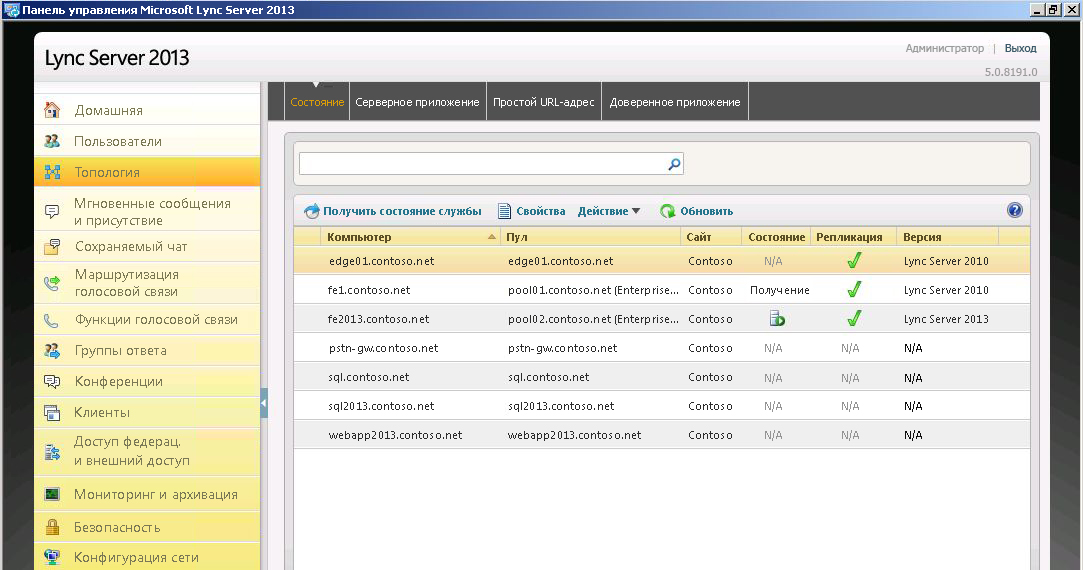 Панель управления Microsoft Lync Server 2013
Lync Server 2013
Администратор | Выход
5.0.8191.0
Домашняя
Пользователи
Топология
Мгновенные сообщения
и присутствие
Сохраняемый чат
Маршрутизация
голосовой связи
Функции голосовой связи
Группы ответа
Конференции
Клиенты
Доступ федерац.
и внешний доступ
Мониторинг и архивация
Безопасность
Конфигурация сети
Состояние Серверное приложение Простой URL-адрес Доверенное приложение
Получить состояние службы Свойства Действие Обновить
Компьютер Пул Сайт Состояние Репликация Версия
edge01.contoso.net edge01.contoso.net Contoso N/A Lync Server 2010
fe1.contoso.net pool01.contoso.net (Enterprise... Contoso Получение Lync Server 2010
fe2013.contoso.net pool02.contoso.net (Enterprise... Contoso Lync Server 2013
pstn-gw.contoso.net pstn-gw.contoso.net Contoso N/A N/A N/A
sql.contoso.net sql.contoso.net Contoso N/A N/A N/A
sql2013.contoso.net sql2013.contoso.net Contoso N/A N/A N/A
webapp2013.contoso.net webapp2013.contoso.net Contoso N/A N/A N/A